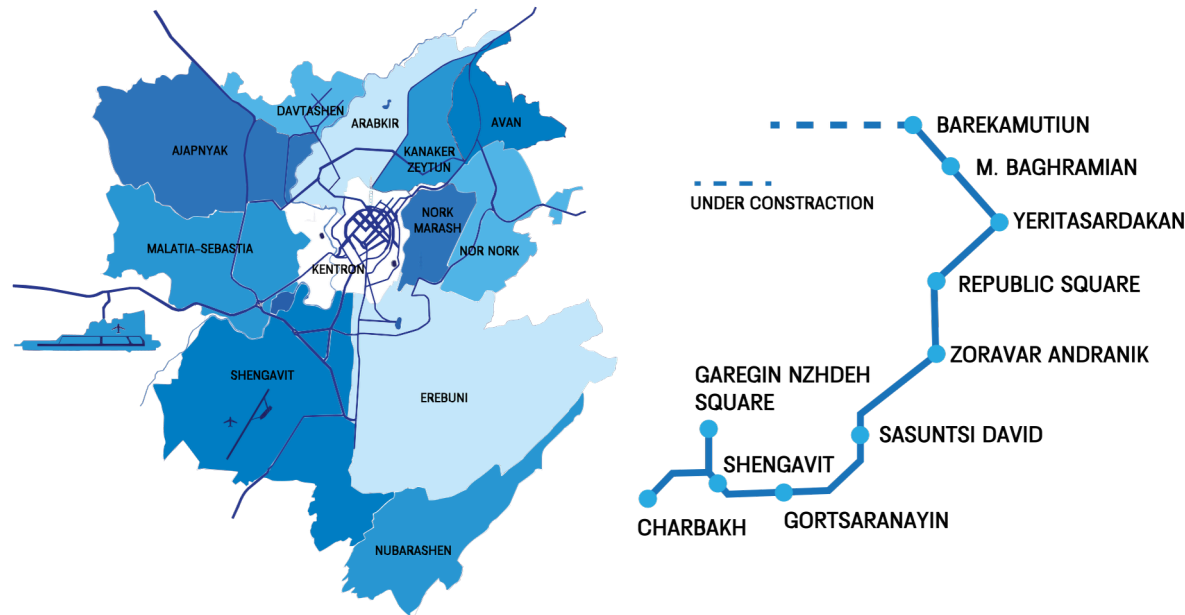 DAVTASHEN
ARABKIR
AVAN
AJAPNYAK
KANAKER
ZEYTUN
NORK
MARASH
MALATIA-SEBASTIA
NOR NORK
KENTRON
SHENGAVIT
EREBUNI
NUBARASHEN
BAREKAMUTIUN
M. BAGHRAMIAN
UNDER CONSTRACTION
YERITASARDAKAN
REPUBLIC SQUARE
ZORAVAR ANDRANIK
GAREGIN NZHDEH
SQUARE
SASUNTSI DAVID
SHENGAVIT
GORTSARANAYIN
CHARBAKH